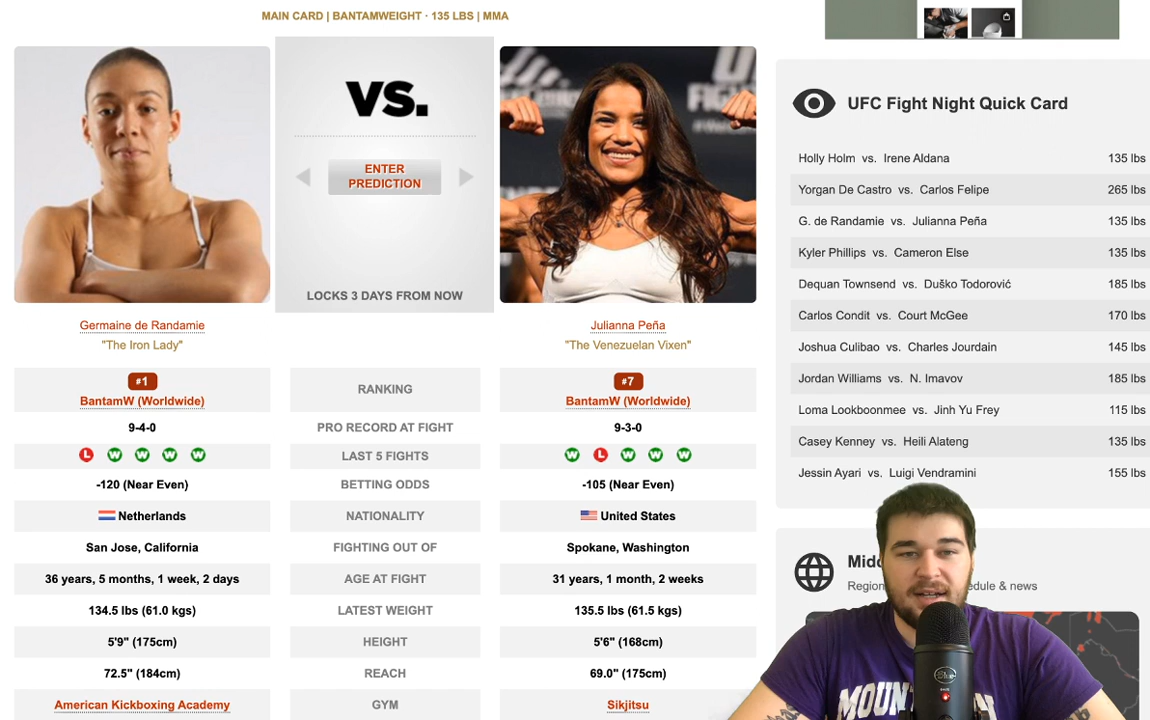 MAIN CARD | BANTAMWEIGHT · 135 LBS | MMA
VS.
ENTER
PREDICTION
LOCKS 3 DAYS FROM NOW
Germaine de Randamie
"The Iron Lady"
Julianna Peña
"The Venezuelan Vixen"
#1
BantamW (Worldwide)
RANKING
#7
BantamW (Worldwide)
9-4-0 PRO RECORD AT FIGHT 9-3-0
L W W W W LAST 5 FIGHTS W L W W W
-120 (Near Even) BETTING ODDS -105 (Near Even)
Netherlands NATIONALITY United States
San Jose, California FIGHTING OUT OF Spokane, Washington
36 years, 5 months, 1 week, 2 days AGE AT FIGHT 31 years, 1 month, 2 weeks
134.5 lbs (61.0 kgs) LATEST WEIGHT 135.5 lbs (61.5 kgs)
5'9" (175cm) HEIGHT 5'6" (168cm)
72.5" (184cm) REACH 69.0" (175cm)
American Kickboxing Academy GYM Sikjitsu
UFC Fight Night Quick Card
Holly Holm vs. Irene Aldana 135 lbs
Yorgan De Castro vs. Carlos Felipe 265 lbs
G. de Randamie vs. Julianna Peña 135 lbs
Kyler Phillips vs. Cameron Else 135 lbs
Dequan Townsend vs. Duško Todorović 185 lbs
Carlos Condit vs. Court McGee 170 lbs
Joshua Culibao vs. Charles Jourdain 145 lbs
Jordan Williams vs. N. Imavov 185 lbs
Loma Lookboonmee vs. Jinh Yu Frey 115 lbs
Casey Kenney vs. Heili Alateng 135 lbs
Jessin Ayari vs. Luigi Vendramini 155 lbs
& news
Blue